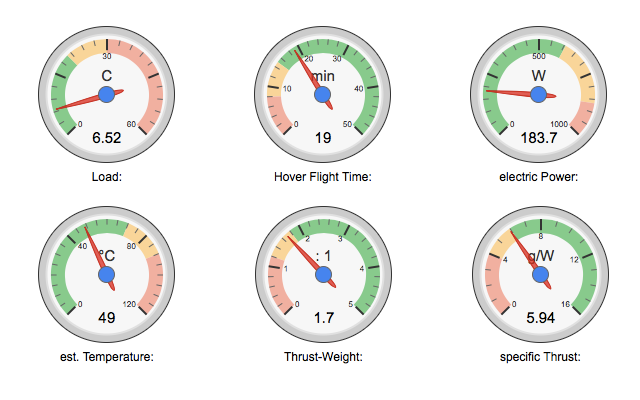 30
C
0 60
6.52
Load:
20 30
min
10 40
0 50
19
Hover Flight Time:
500
W
0 1000
183.7
electric Power:
40 80
°C
0 120
49
est. Temperature:
2 3
: 1
1 4
0 5
1.7
Thrust-Weight:
8
g/W
4 12
0 16
5.94
specific Thrust: